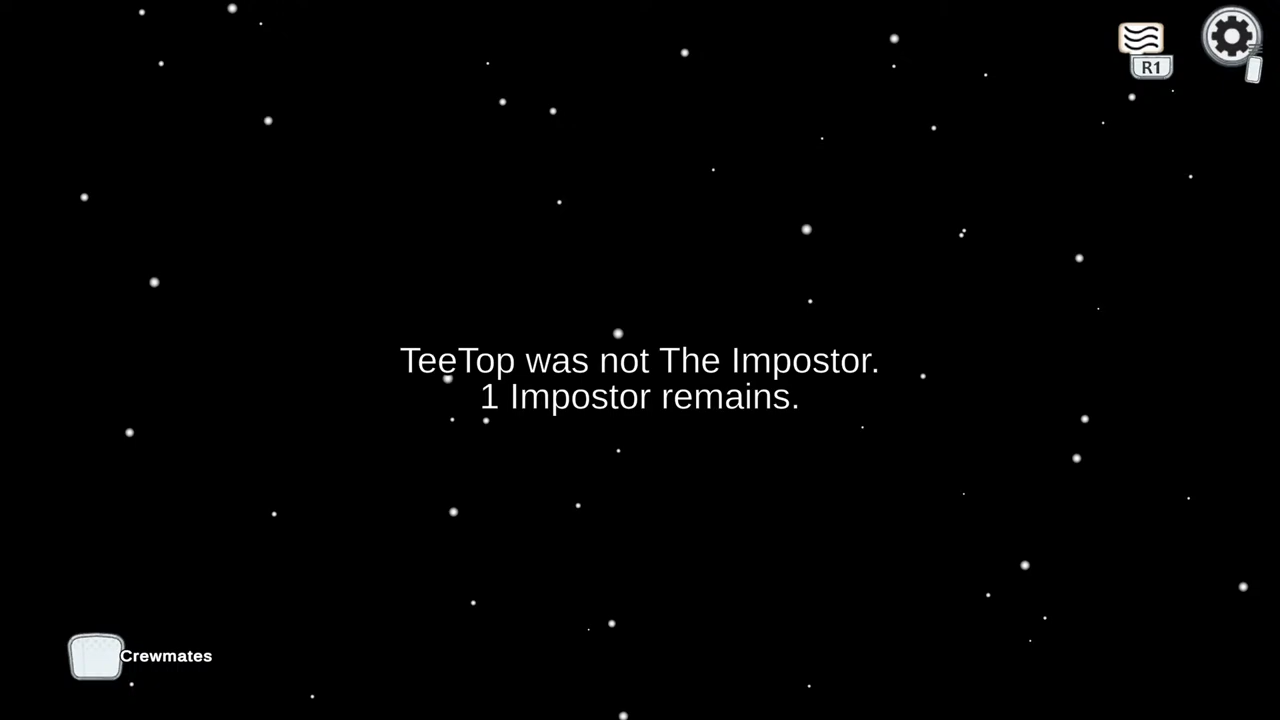 R1
TeeTop was not The Impostor.
1 Impostor remains.
Crewmates